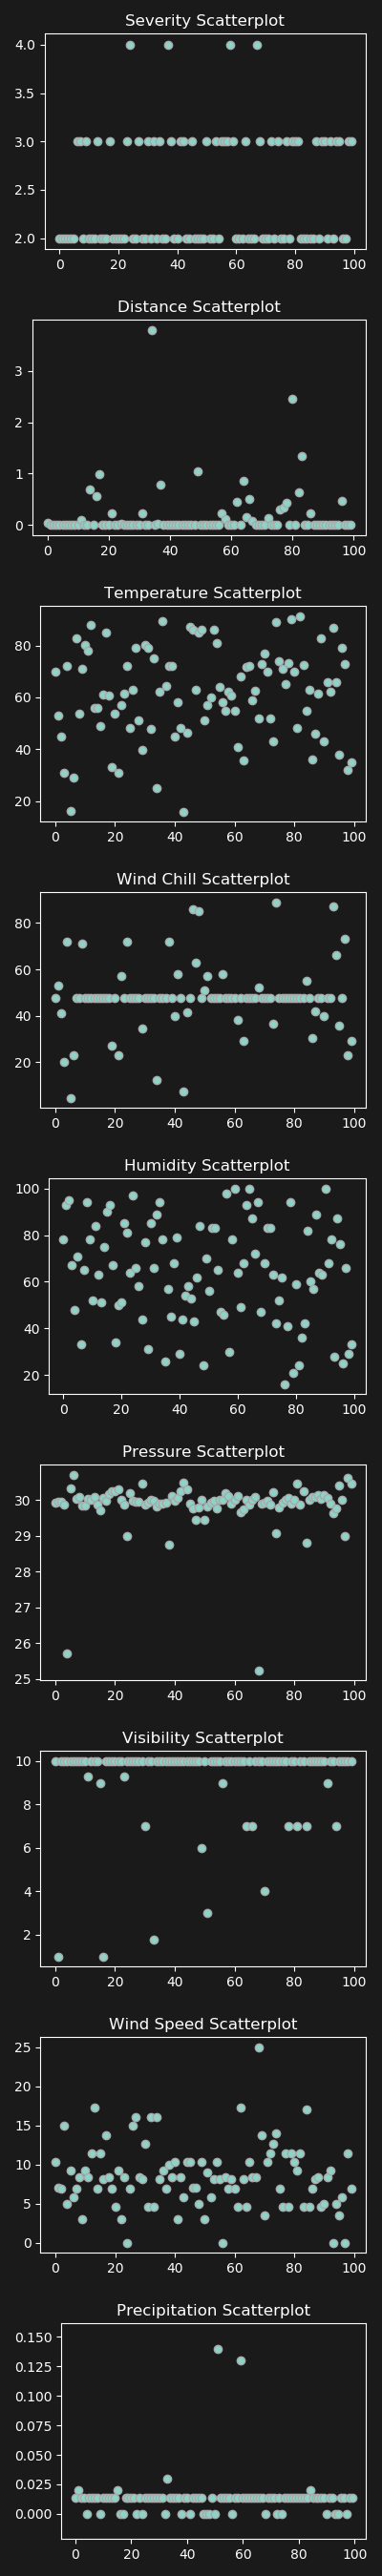 Severity Scatterplot
4.0
3.5
3.0
2.5
2.0
0 20 40 60 80 100
Distance Scatterplot
3
2
1
0
0 20 40 60 80 100
Temperature Scatterplot
80
60
40
20
0 20 40 60 80 100
Wind Chill Scatterplot
80
60
40
20
0 20 40 60 80 100
Humidity Scatterplot
100
80
60
40
20
0 20 40 60 80 100
Pressure Scatterplot
30
29
28
27
26
25
0 20 40 60 80 100
Visibility Scatterplot
10
8
6
4
2
0 20 40 60 80 100
Wind Speed Scatterplot
25
20
15
10
5
0
0 20 40 60 80 100
Precipitation Scatterplot
0.150
0.125
0.100
0.075
0.050
0.025
0.000
0 20 40 60 80 100